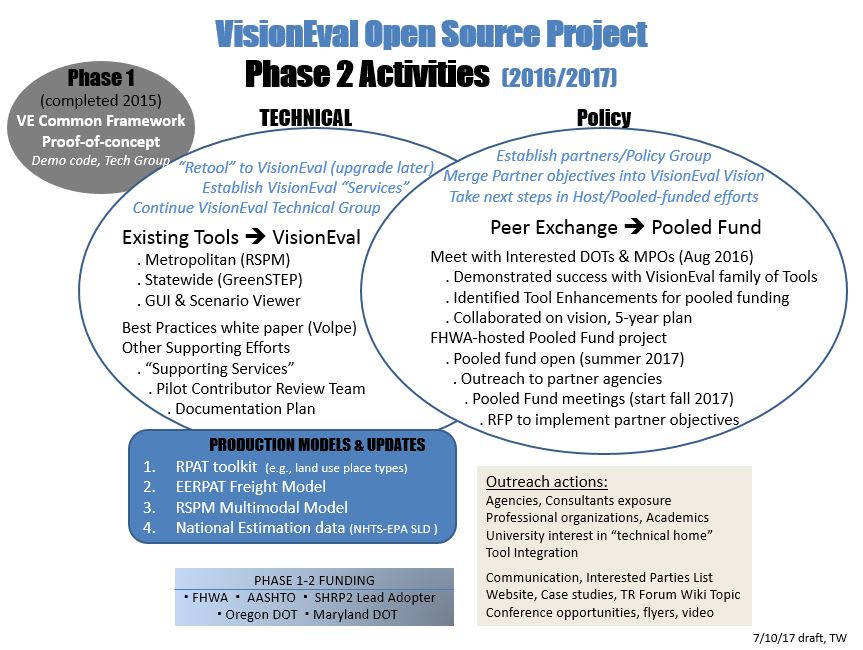 VisionEval Open Source Project
Phase 2 Activities (2016/2017)
Phase 1
(completed 2015)
VE Common Framework
Proof-of-concept
Demo code, Tech Group
TECHNICAL
“Retool” to VisionEval (upgrade later)
Establish VisionEval “Services”
Continue VisionEval Technical Group
Existing Tools ➔ VisionEval
. Metropolitan (RSPM)
. Statewide (GreenSTEP)
. GUI & Scenario Viewer
Best Practices white paper (Volpe)
Other Supporting Efforts
. “Supporting Services”
. Pilot Contributor Review Team
. Documentation Plan
Policy
Establish partners/Policy Group
Merge Partner objectives into VisionEval Vision
Take next steps in Host/Pooled-funded efforts
Peer Exchange ➔ Pooled Fund
Meet with Interested DOTs & MPOs (Aug 2016)
. Demonstrated success with VisionEval family of Tools
. Identified Tool Enhancements for pooled funding
. Collaborated on vision, 5-year plan
FHWA-hosted Pooled Fund project
. Pooled fund open (summer 2017)
. Outreach to partner agencies
. Pooled Fund meetings (start fall 2017)
. RFP to implement partner objectives
PRODUCTION MODELS & UPDATES
1. RPAT toolkit (e.g., land use place types)
2. EERPAT Freight Model
3. RSPM Multimodal Model
4. National Estimation data (NHTS-EPA SLD )
PHASE 1-2 FUNDING
▪ FHWA ▪ AASHTO ▪ SHRP2 Lead Adopter
▪ Oregon DOT ▪ Maryland DOT
Outreach actions:
Agencies, Consultants exposure
Professional organizations, Academics
University interest in “technical home”
Tool Integration
Communication, Interested Parties List
Website, Case studies, TR Forum Wiki Topic
Conference opportunities, flyers, video
7/10/17 draft, TW